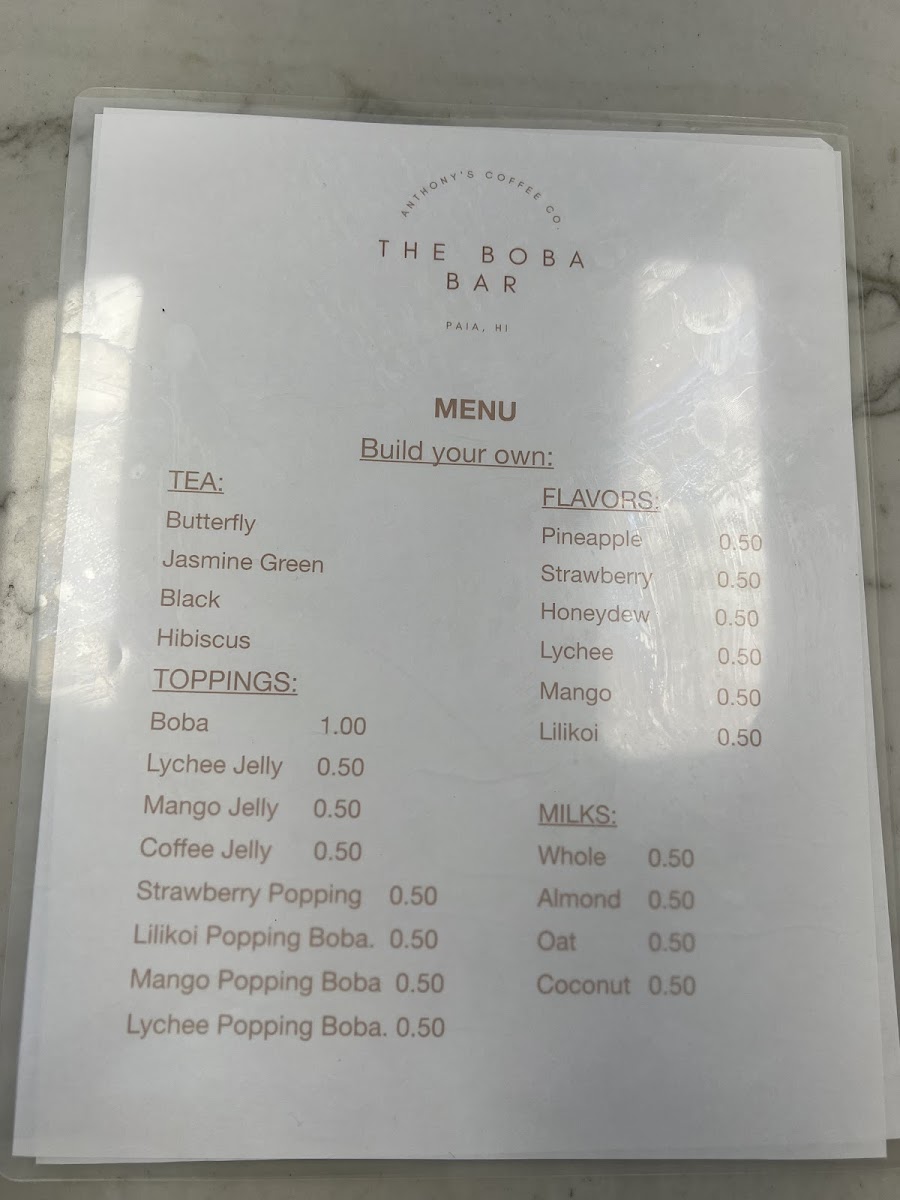 ANTHONY'S COFFEE CO.
THE BOBA
BAR
PAIA, HI
MENU
Build your own:
TEA:
Butterfly
Jasmine Green
Black
Hibiscus
TOPPINGS:
Boba 1.00
Lychee Jelly 0.50
Mango Jelly 0.50
Coffee Jelly 0.50
Strawberry Popping 0.50
Lilikoi Popping Boba. 0.50
Mango Popping Boba 0.50
Lychee Popping Boba. 0.50
FLAVORS:
Pineapple 0.50
Strawberry 0.50
Honeydew 0.50
Lychee 0.50
Mango 0.50
Lilikoi 0.50
MILKS:
Whole 0.50
Almond 0.50
Oat 0.50
Coconut 0.50